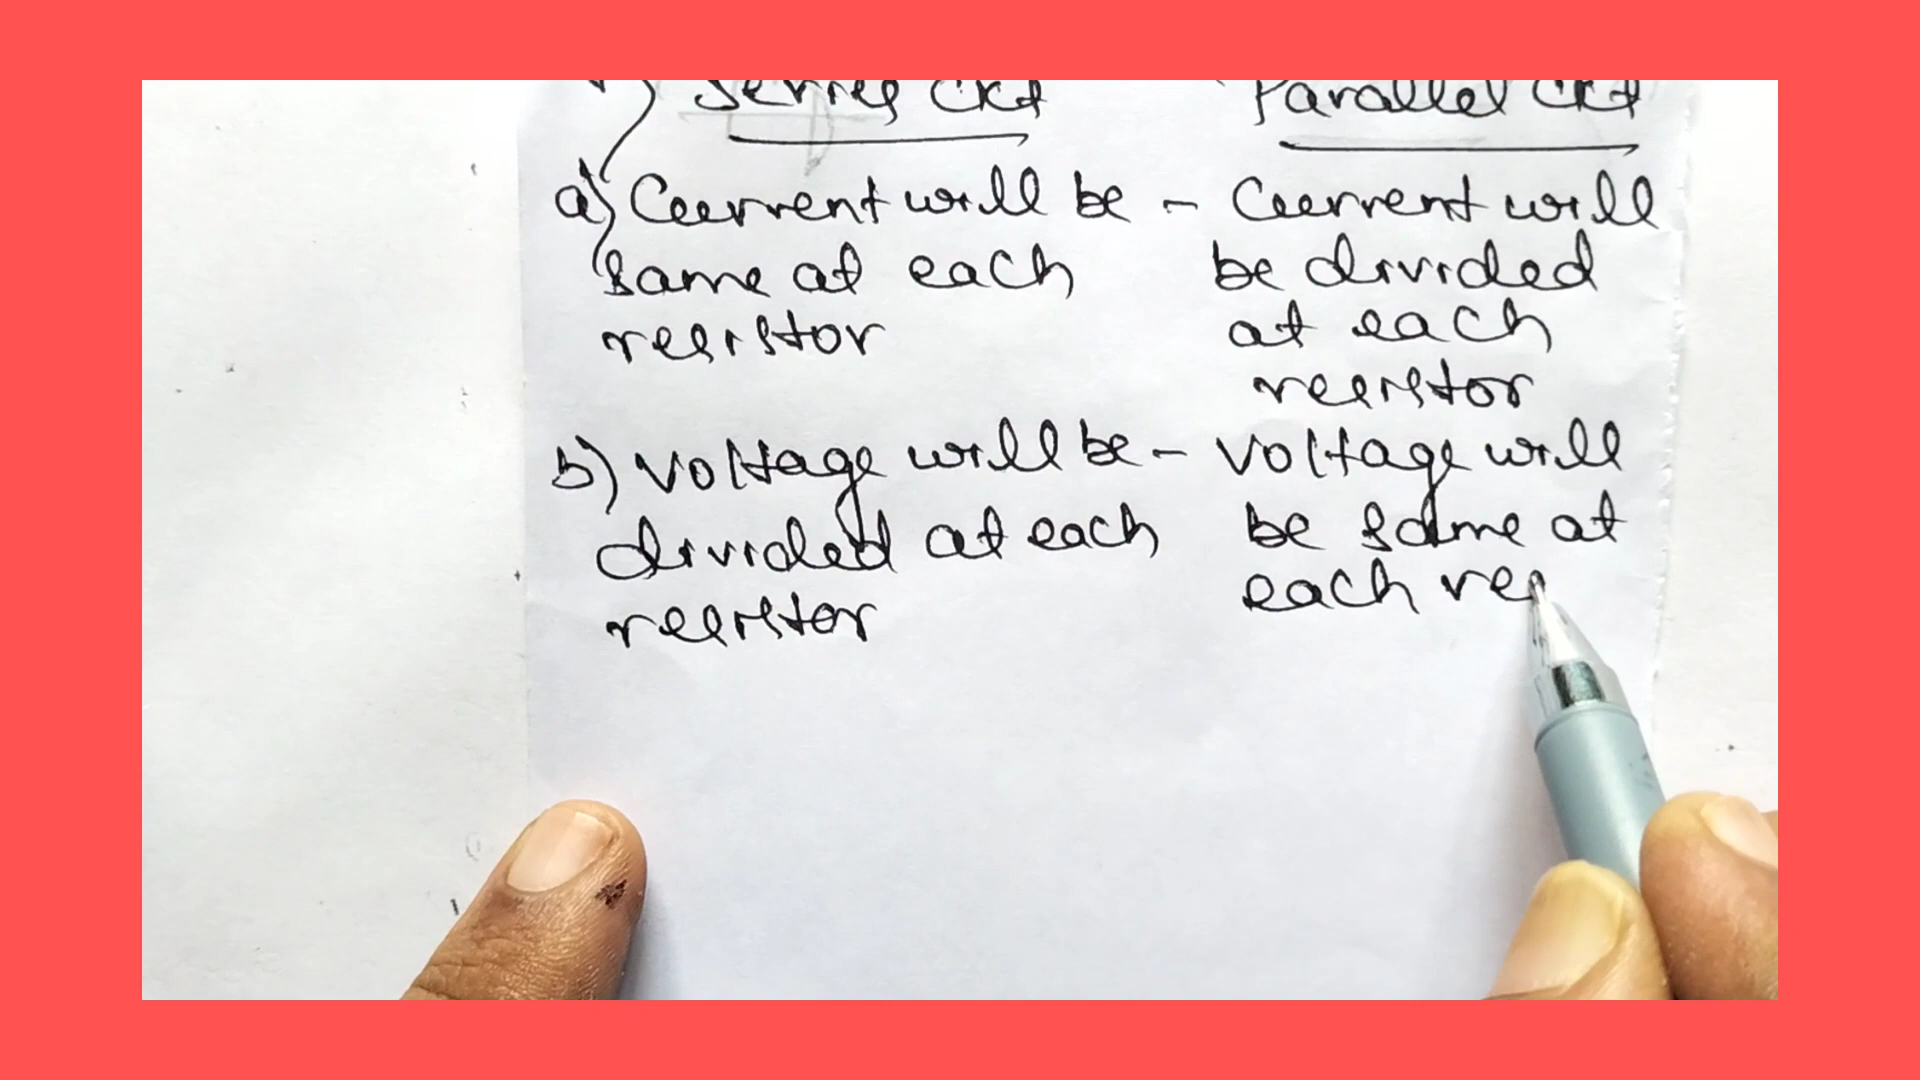 Series Ckt Parallel Ckt
a) Current will be - Current will
same at each be divided
resistor at each
resistor
b) Voltage will be - Voltage will
divided at each be same at
resistor each res